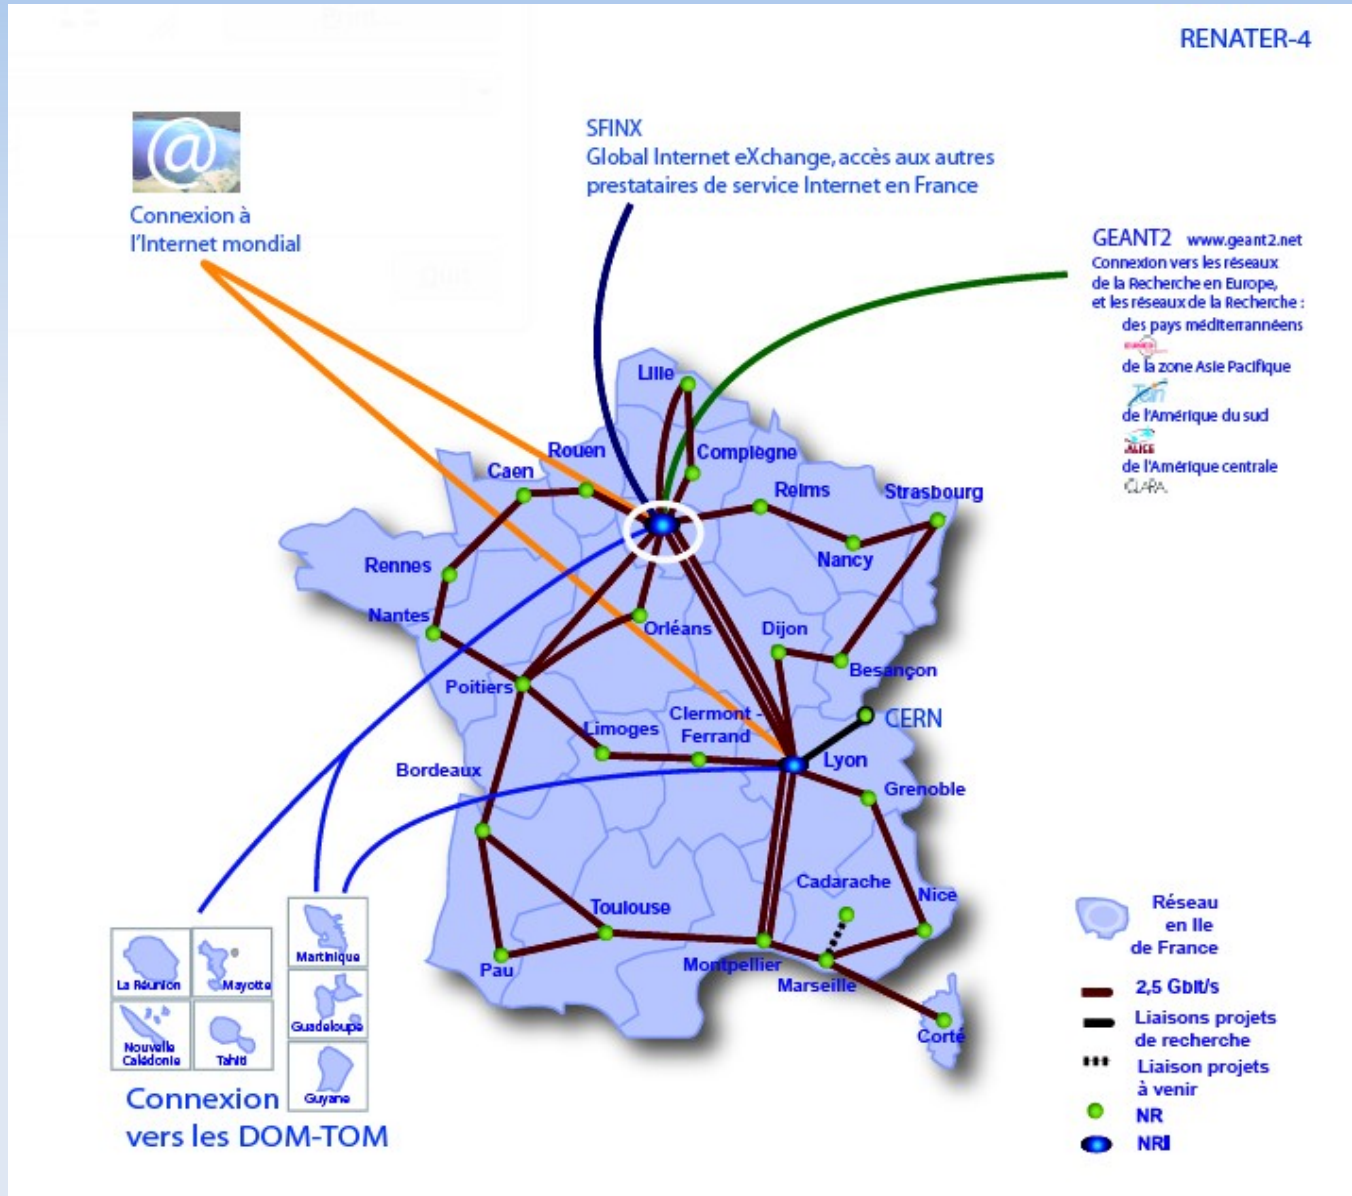 RENATER-4
SFINX
Global Internet eXchange, accès aux autres
prestataires de service Internet en France
Connexion à
l'Internet mondial
GEANT2 www.geant2.net
Connexion vers les réseaux
de la Recherche en Europe,
et les réseaux de la Recherche :
des pays méditerrannéens
de la zone Asie Pacifique
de l'Amérique du sud
ALICE
de l'Amérique centrale
CLARA
Lille
Rouen
Compiègne
Caen
Reims
Strasbourg
Nancy
Rennes
Nantes
Orléans
Dijon
Besançon
Poitiers
Clermont -
Ferrand
Limoges
CERN
Lyon
Bordeaux
Grenoble
Cadarache
Nice
Toulouse
Pau
Montpellier
Marseille
Corté
La Réunion
Mayotte
Martinique
Nouvelle
Calédonie
Tahiti
Guadeloupe
Guyane
Connexion
vers les DOM-TOM
Réseau
en Ile
de France
2,5 Gbit/s
Liaisons projets
de recherche
Liaison projets
à venir
NR
NRI